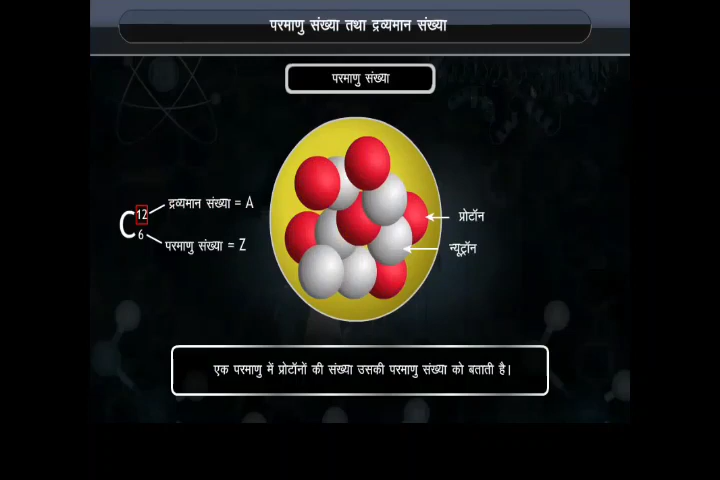 परमाणु संख्या तथा द्रव्यमान संख्या
परमाणु संख्या
C 12 6
द्रव्यमान संख्या = A
परमाणु संख्या = Z
प्रोटॉन
न्यूट्रॉन
एक परमाणु में प्रोटॉनों की संख्या उसकी परमाणु संख्या को बताती है।